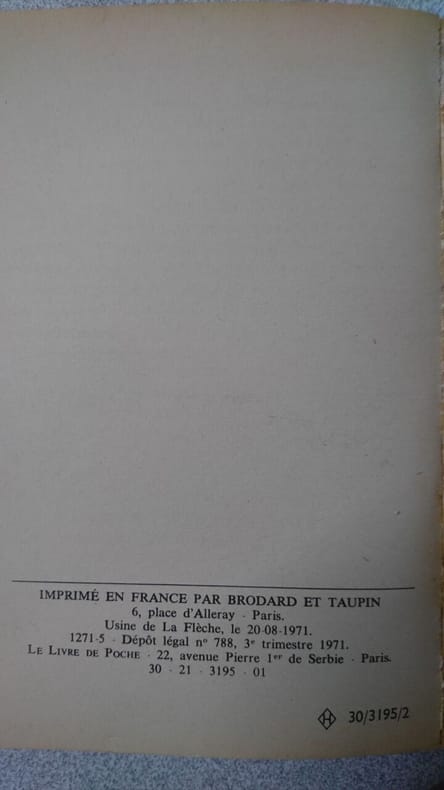 IMPRIMÉ EN FRANCE PAR BRODARD ET TAUPIN
6, place d'Alleray - Paris.
Usine de La Flèche, le 20-08-1971.
1271-5 - Dépôt légal nº 788, 3ᵉ trimestre 1971.
LE LIVRE DE POCHE - 22, avenue Pierre 1ᵉʳ de Serbie - Paris.
30 - 21 - 3195 - 01
H 30/3195/2